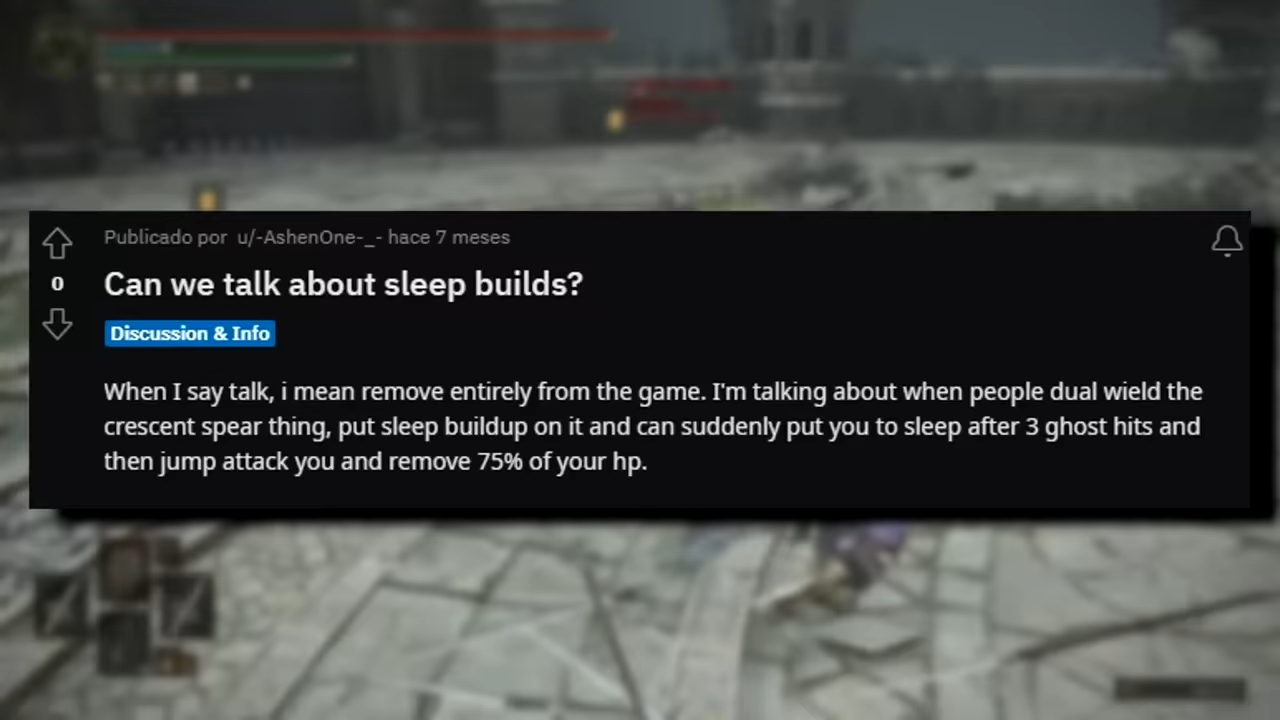 Publicado por u/-AshenOne-_- hace 7 meses
0
Can we talk about sleep builds?
Discussion & Info
When I say talk, i mean remove entirely from the game. I'm talking about when people dual wield the
crescent spear thing, put sleep buildup on it and can suddenly put you to sleep after 3 ghost hits and
then jump attack you and remove 75% of your hp.